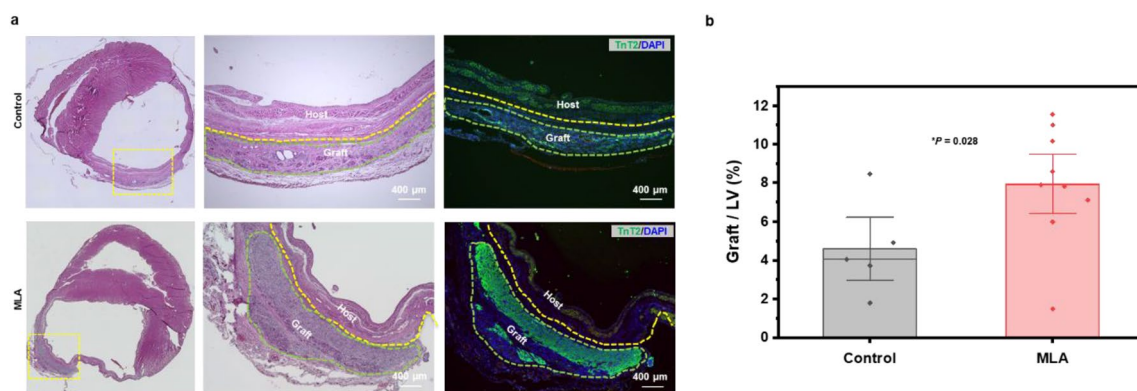 a
Control
Host
Graft
400 µm
TnT2/DAPI
Host
Graft
400 µm
MLA
Host
Graft
400 µm
TnT2/DAPI
Host
Graft
400 µm
b
Graft / LV (%)
12
10
8
6
4
2
0
*P = 0.028
Control
MLA